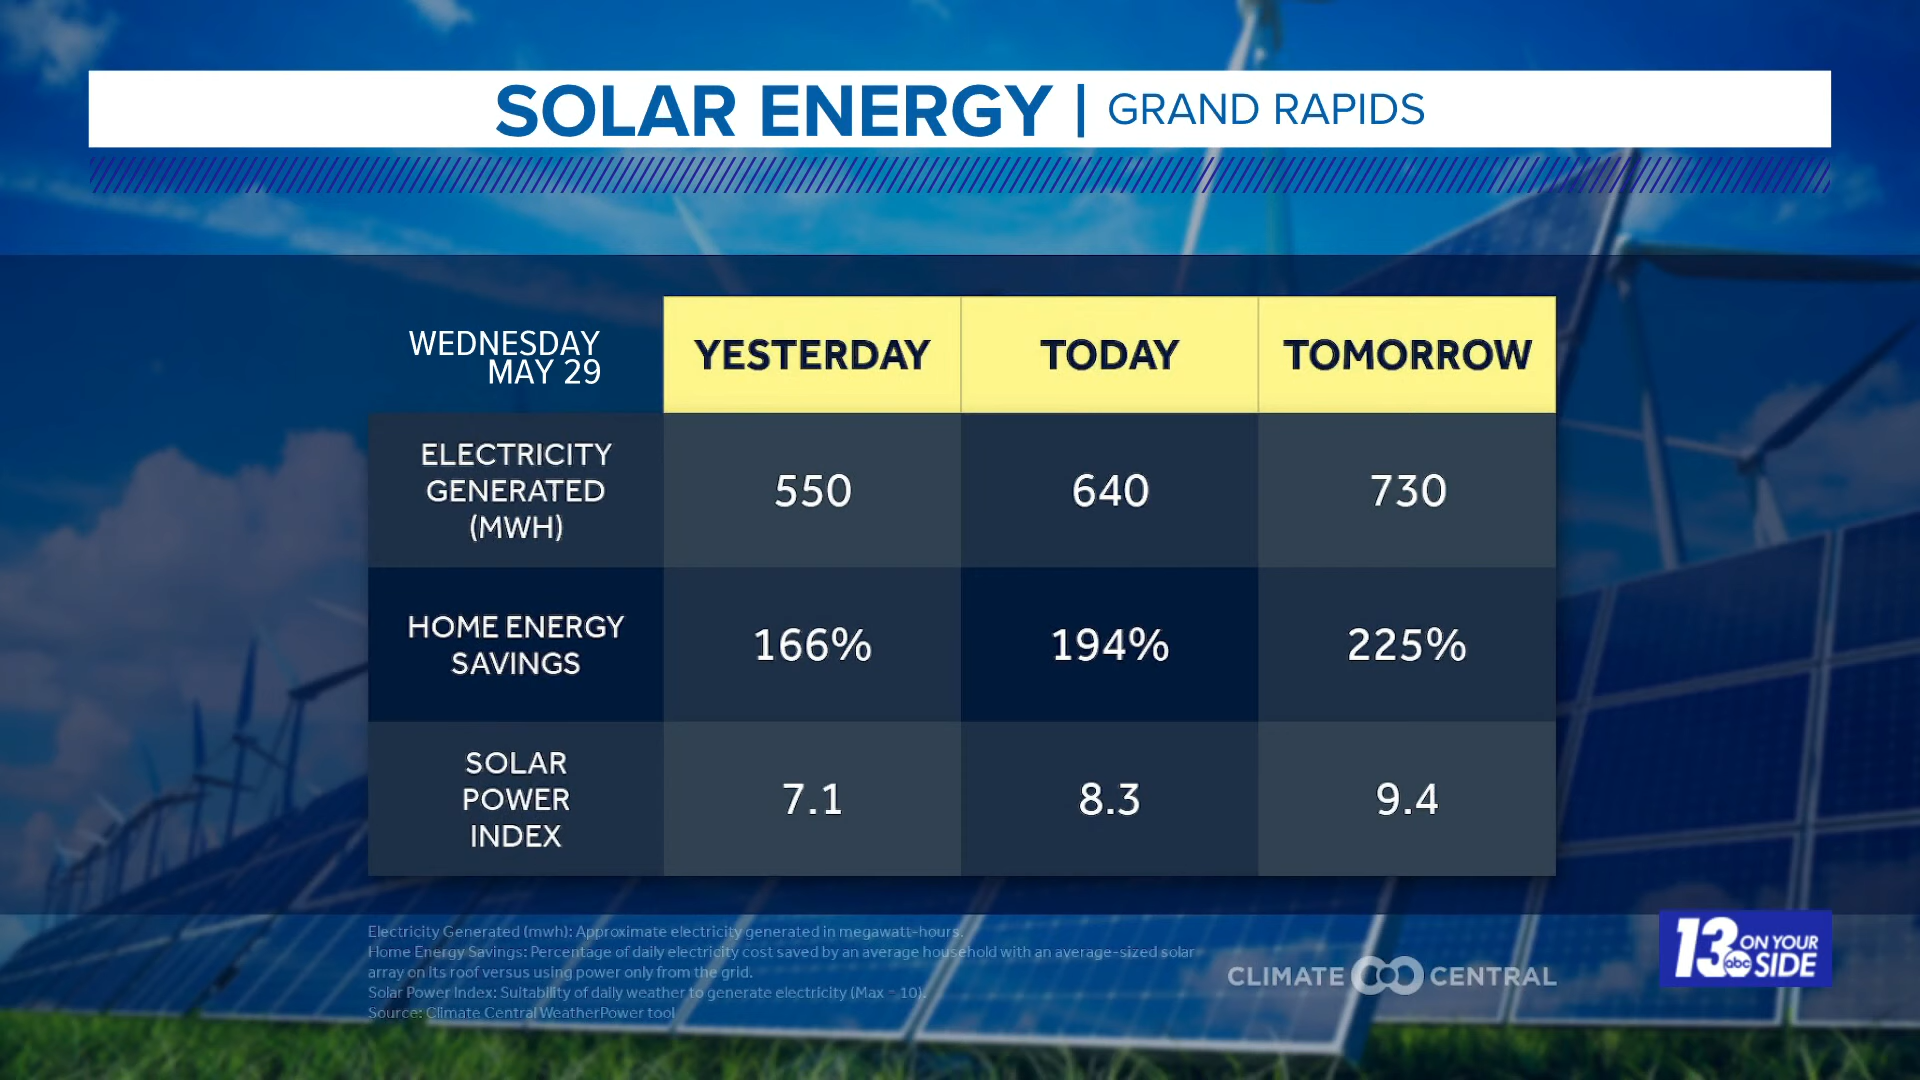 SOLAR ENERGY | GRAND RAPIDS
WEDNESDAY
MAY 29
YESTERDAY
TODAY
TOMORROW
ELECTRICITY
GENERATED
(MWH)
550
640
730
HOME ENERGY
SAVINGS
166%
194%
225%
SOLAR
POWER
INDEX
7.1
8.3
9.4
Electricity Generated (mwh): Approximate electricity generated in megawatt-hours.
Home Energy Savings: Percentage of daily electricity cost saved by an average household with an average-sized solar
array on its roof versus using power only from the grid.
Solar Power Index: Suitability of daily weather to generate electricity (Max = 10).
Source: Climate Central WeatherPower tool
CLIMATE CENTRAL
13 ON YOUR
abc SIDE